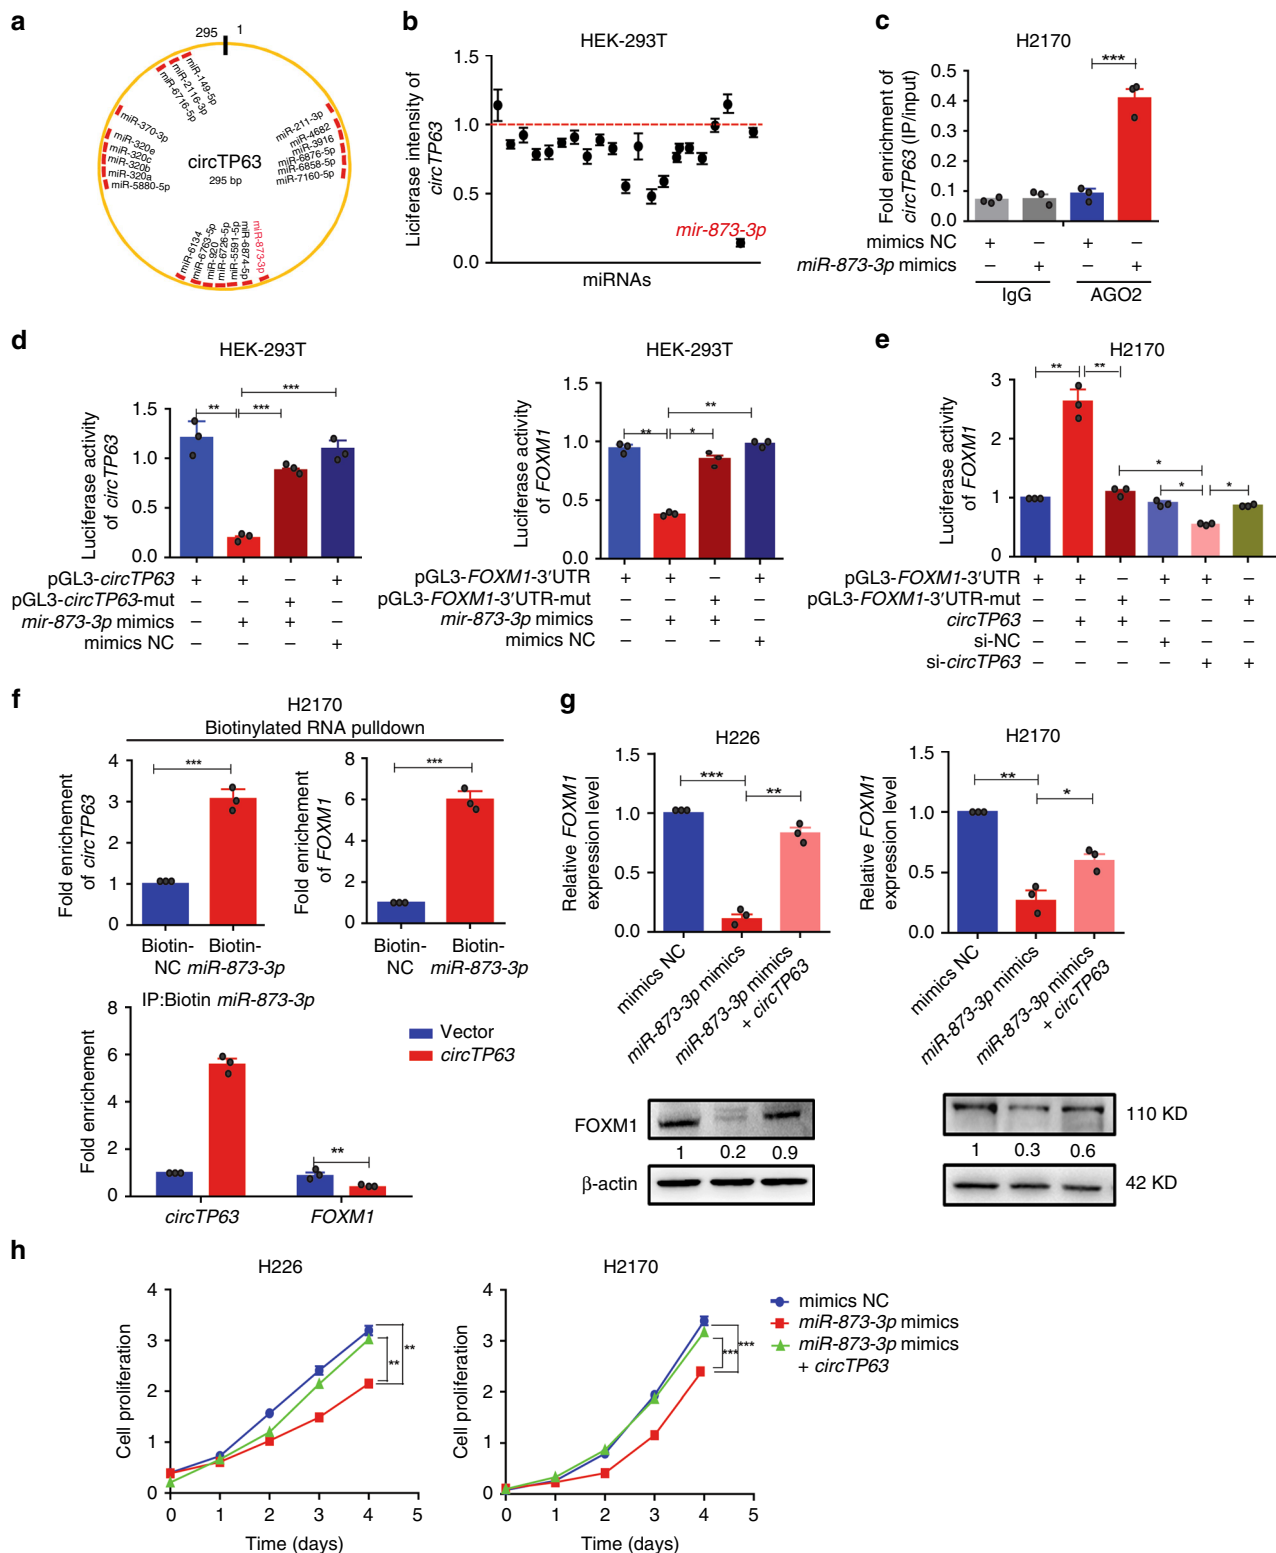 a
295 1
miR-149-5p
miR-2116-3p
miR-6716-5p
miR-370-3p
miR-320e
miR-320c
miR-320b
miR-320a
miR-5880-5p
miR-211-3p
miR-4682
miR-3916
miR-6876-5p
miR-6858-5p
miR-7160-5p
circTP63
295 bp
miR-6134
miR-6763-5p
miR-920
miR-6726-5p
miR-5591-5p
miR-6874-5p
miR-873-3p
b
HEK-293T
Liciferase intensity of
circTP63
1.5
1.0
0.5
0.0
mir-873-3p
miRNAs
c
H2170
Fold enrichment of
circTP63 (IP/input)
0.5
0.4
0.3
0.2
0.1
0.0
***
mimics NC + − + −
miR-873-3p mimics − + − +
IgG AGO2
d
HEK-293T
Luciferase activity
of circTP63
1.5
1.0
0.5
0.0
***
** ***
pGL3-circTP63 + + − +
pGL3-circTP63-mut − − + −
mir-873-3p mimics − + + −
mimics NC − − − +
HEK-293T
Luciferase activity
of FOXM1
1.5
1.0
0.5
0.0
**
** *
pGL3-FOXM1-3′UTR + + − +
pGL3-FOXM1-3′UTR-mut − − + −
mir-873-3p mimics − + + −
mimics NC − − − +
e
H2170
Luciferase activity
of FOXM1
3
2
1
0
** **
*
* *
pGL3-FOXM1-3′UTR + + − + + −
pGL3-FOXM1-3′UTR-mut − − + − − +
circTP63 − + + − − −
si-NC − − − + − −
si-circTP63 − − − − + +
f
H2170
Biotinylated RNA pulldown
Fold enrichement
of circTP63
4
3
2
1
0
***
Biotin- Biotin-
NC miR-873-3p
Fold enrichement
of FOXM1
8
6
4
2
0
***
Biotin- Biotin-
NC miR-873-3p
IP:Biotin miR-873-3p
Fold enrichement
8
6
4
2
0
**
circTP63 FOXM1
Vector
circTP63
g
H226
Relative FOXM1
expression level
1.5
1.0
0.5
0.0
***
**
mimics NC
miR-873-3p mimics
miR-873-3p mimics
+ circTP63
H2170
Relative FOXM1
expression level
1.5
1.0
0.5
0.0
**
*
mimics NC
miR-873-3p mimics
miR-873-3p mimics
+ circTP63
FOXM1
1 0.2 0.9
β-actin
110 KD
1 0.3 0.6
42 KD
h
H226
Cell proliferation
4
3
2
1
0
0 1 2 3 4 5
Time (days)
**
**
H2170
Cell proliferation
4
3
2
1
0
0 1 2 3 4 5
Time (days)
***
***
mimics NC
miR-873-3p mimics
miR-873-3p mimics
+ circTP63